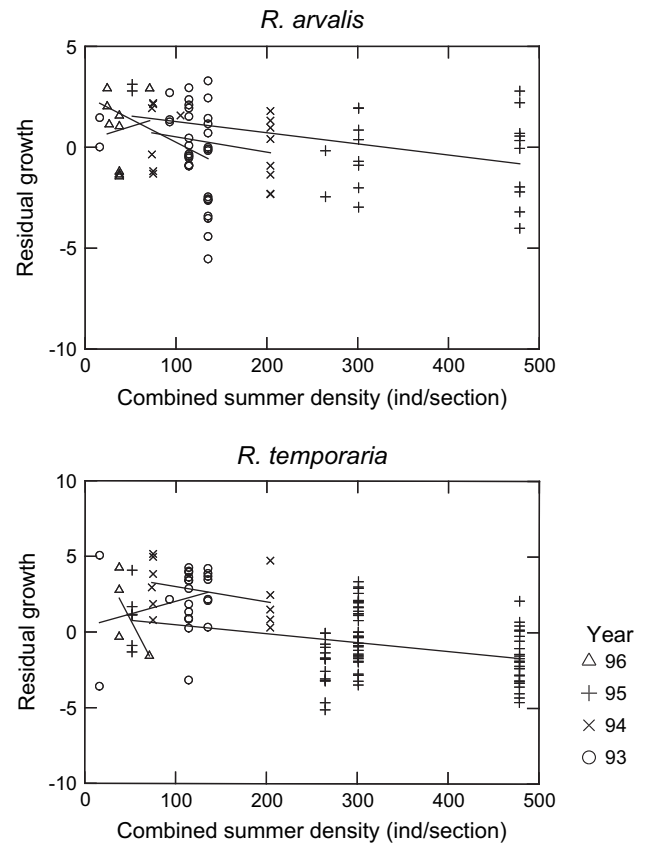 R. arvalis
5
0
-5
-10
Residual growth
0 100 200 300 400 500
Combined summer density (ind/section)
R. temporaria
10
5
0
-5
-10
Residual growth
0 100 200 300 400 500
Combined summer density (ind/section)
Year
96
95
94
93